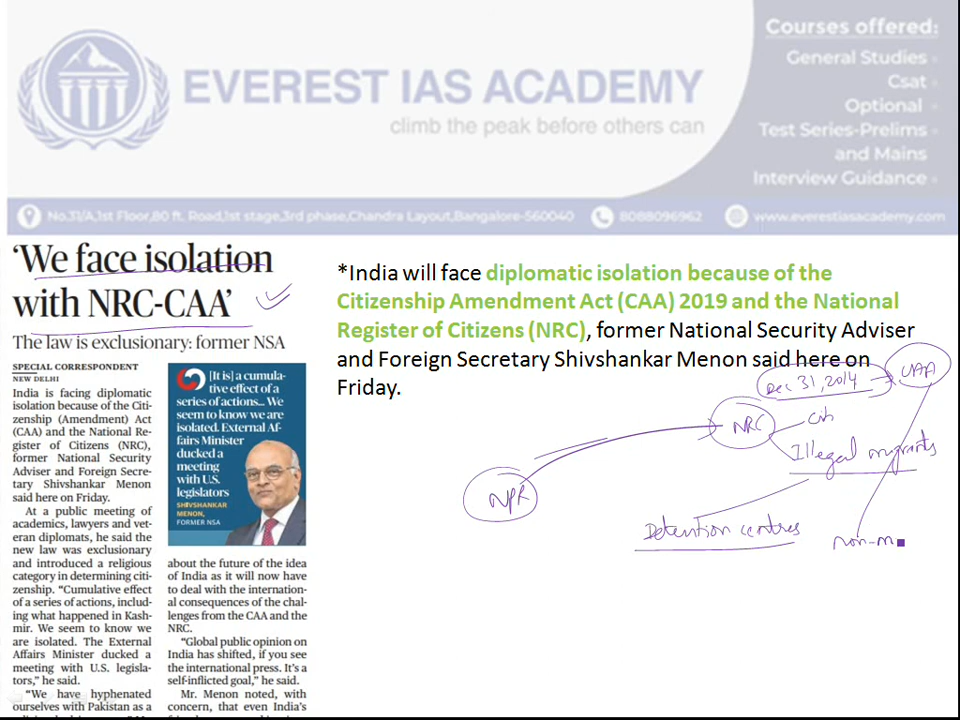 EVEREST IAS ACADEMY
climb the peak before others can
Courses offered:
General Studies
Csat
Optional
Test Series-Prelims
and Mains
Interview Guidance
No.31/A,1st Floor,80 ft. Road,1st stage,3rd phase,Chandra Layout,Bangalore-560040
8088096962
www.everestiasacademy.com
‘We face isolation
with NRC-CAA’
The law is exclusionary: former NSA
SPECIAL CORRESPONDENT
NEW DELHI
India is facing diplomatic
isolation because of the Citi-
zenship (Amendment) Act
(CAA) and the National Re-
gister of Citizens (NRC),
former National Security
Adviser and Foreign Secre-
tary Shivshankar Menon
said here on Friday.
At a public meeting of
academics, lawyers and vet-
eran diplomats, he said the
new law was exclusionary
and introduced a religious
category in determining citi-
zenship. “Cumulative effect
of a series of actions, includ-
ing what happened in Kash-
mir. We seem to know we
are isolated. The External
Affairs Minister ducked a
meeting with U.S. legisla-
tors,” he said.
“We have hyphenated
ourselves with Pakistan as a
[It is] a cumula-
tive effect of a
series of actions... We
seem to know we are
isolated. External Af-
fairs Minister
ducked a
meeting
with U.S.
legislators
SHIVSHANKAR
MENON,
FORMER NSA
about the future of the idea
of India as it will now have
to deal with the internation-
al consequences of the chal-
lenges from the CAA and the
NRC.
“Global public opinion on
India has shifted, if you see
the international press. It’s a
self-inflicted goal,” he said.
Mr. Menon noted, with
concern, that even India’s
*India will face diplomatic isolation because of the
Citizenship Amendment Act (CAA) 2019 and the National
Register of Citizens (NRC), former National Security Adviser
and Foreign Secretary Shivshankar Menon said here on
Friday.
Dec 31, 2014
CAA
NRC
Citi
Illegal migrants
NPR
Detention centres
non-m